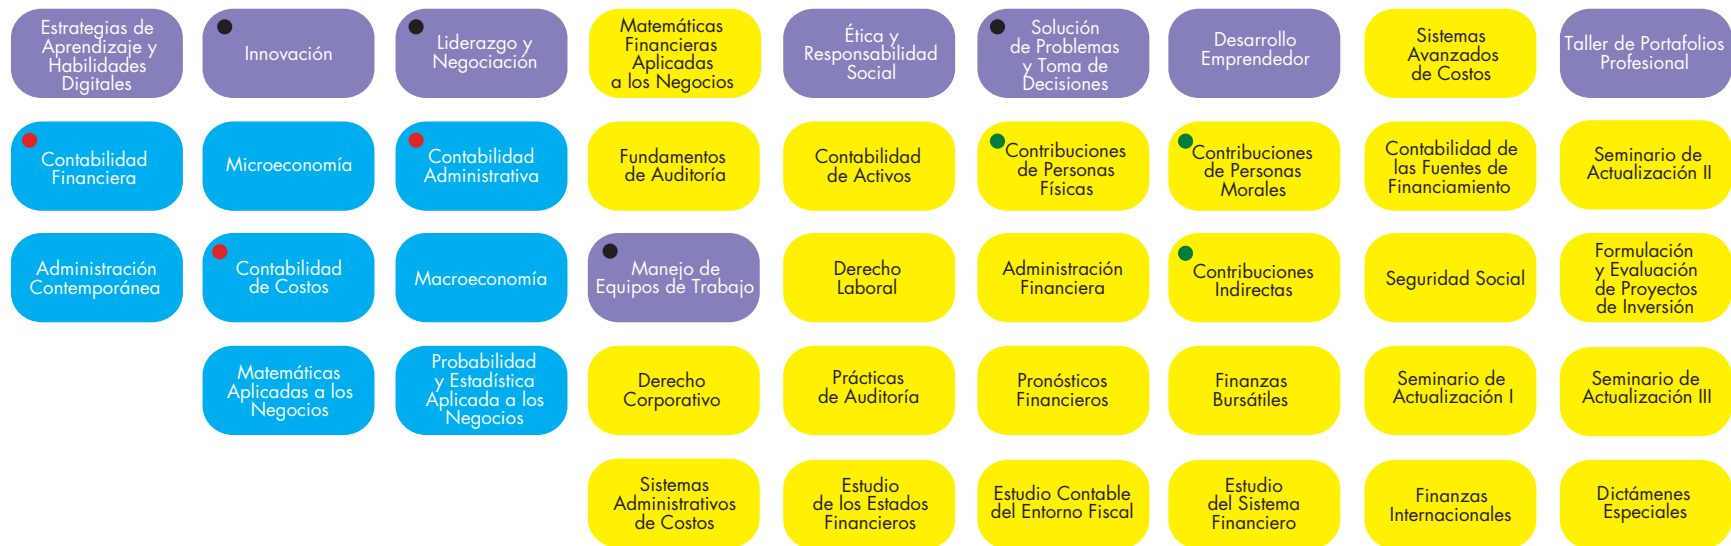 Estrategias de
Aprendizaje y
Habilidades
Digitales
Innovación
Liderazgo y
Negociación
Matemáticas
Financieras
Aplicadas
a los Negocios
Ética y
Responsabilidad
Social
Solución
de Problemas
y Toma de
Decisiones
Desarrollo
Emprendedor
Sistemas
Avanzados
de Costos
Taller de Portafolios
Profesional
Contabilidad
Financiera
Microeconomía
Contabilidad
Administrativa
Fundamentos
de Auditoría
Contabilidad
de Activos
Contribuciones
de Personas
Físicas
Contribuciones
de Personas
Morales
Contabilidad de
las Fuentes de
Financiamiento
Seminario de
Actualización II
Administración
Contemporánea
Contabilidad
de Costos
Macroeconomía
Manejo de
Equipos de Trabajo
Derecho
Laboral
Administración
Financiera
Contribuciones
Indirectas
Seguridad Social
Formulación
y Evaluación
de Proyectos
de Inversión
Matemáticas
Aplicadas a los
Negocios
Probabilidad
y Estadística
Aplicada a los
Negocios
Derecho
Corporativo
Prácticas
de Auditoría
Pronósticos
Financieros
Finanzas
Bursátiles
Seminario de
Actualización I
Seminario de
Actualización III
Sistemas
Administrativos
de Costos
Estudio
de los Estados
Financieros
Estudio Contable
del Entorno Fiscal
Estudio
del Sistema
Financiero
Finanzas
Internacionales
Dictámenes
Especiales